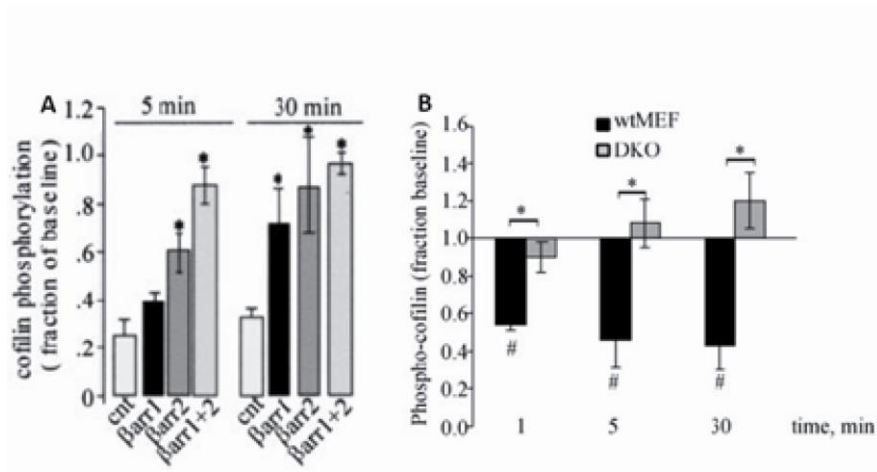 A
5 min
30 min
cofilin phosphorylation
( fraction of baseline)
1.2
1.0
.8
.6
.4
.2
0
* * * * *
cnt
βarr1
βarr2
βarr1+2
cnt
βarr1
βarr2
βarr1+2
B
wtMEF
DKO
Phospho-cofilin (fraction baseline)
1.6
1.4
1.2
1.0
0.8
0.6
0.4
0.2
0.0
* * *
# # #
1 5 30 time, min